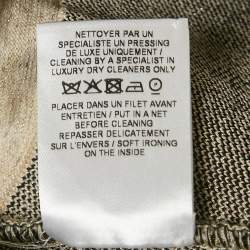 NETTOYER PAR UN
SPECIALISTE UN PRESSING
DE LUXE UNIQUEMENT /
CLEANING BY A SPECIALIST IN
LUXURY DRY CLEANERS ONLY
PLACER DANS UN FILET AVANT
ENTRETIEN / PUT IN A NET
BEFORE CLEANING
REPASSER DELICATEMENT
SUR L'ENVERS / SOFT IRONING
ON THE INSIDE